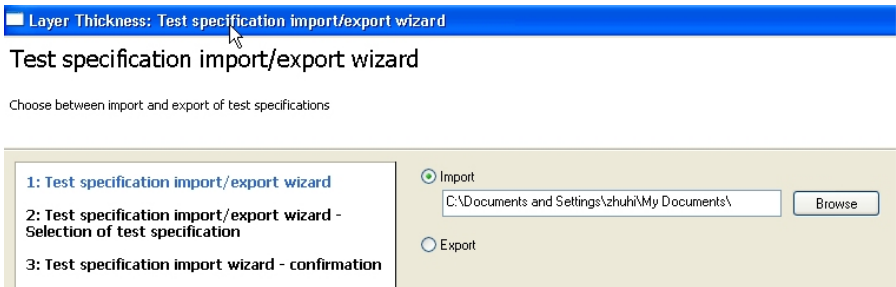 Layer Thickness: Test specification import/export wizard
Test specification import/export wizard
Choose between import and export of test specifications
1: Test specification import/export wizard
2: Test specification import/export wizard -
Selection of test specification
3: Test specification import wizard - confirmation
Import
C:\Documents and Settings\zhuhi\My Documents\
Browse
Export